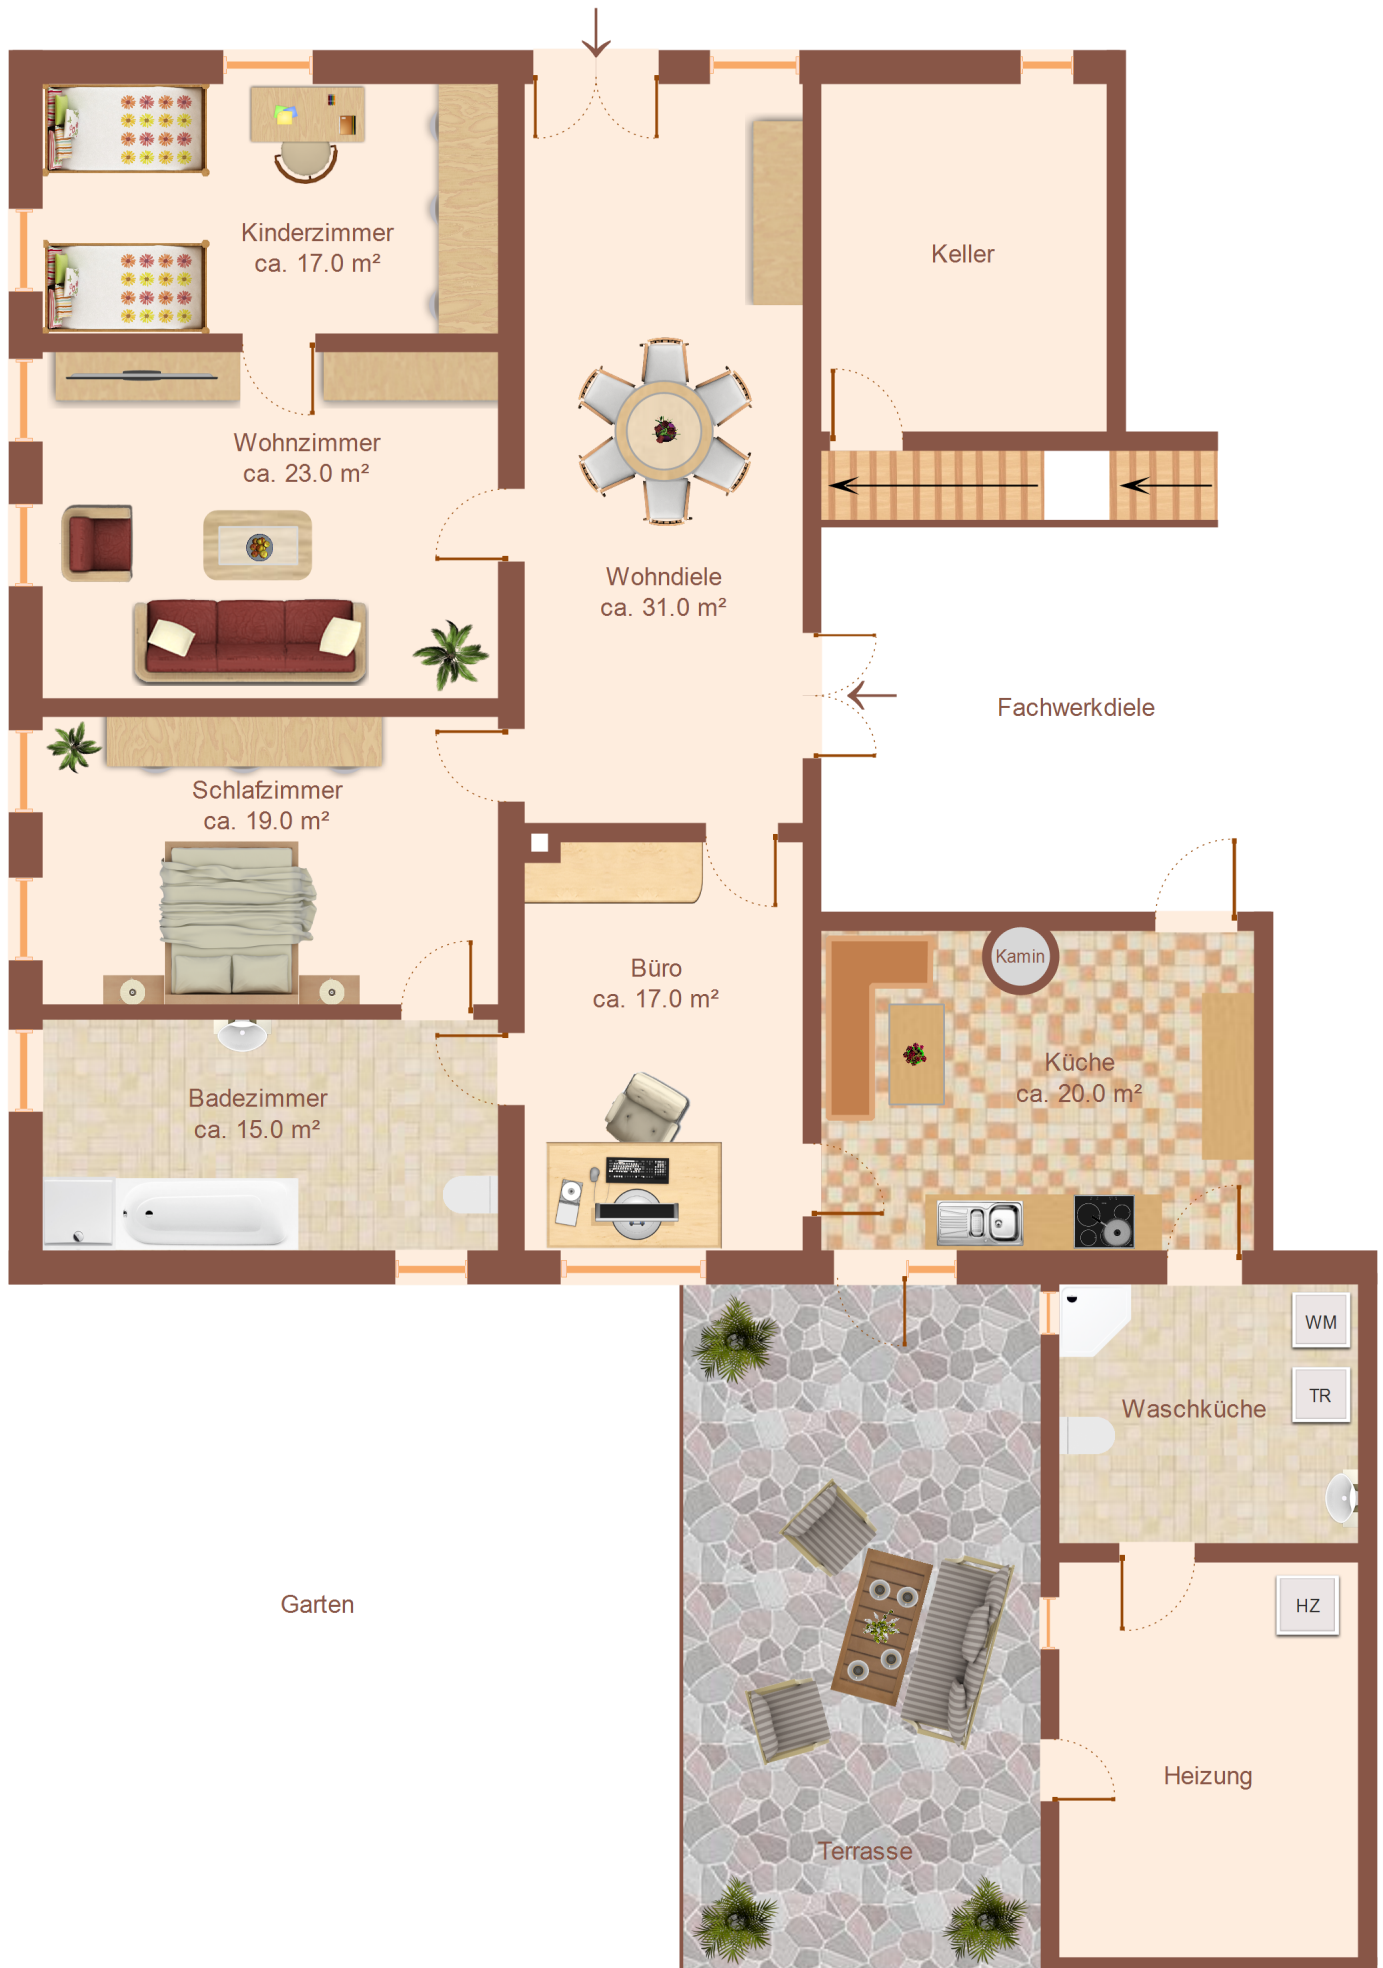 Kinderzimmer
ca. 17.0 m²
Keller
Wohnzimmer
ca. 23.0 m²
Wohndiele
ca. 31.0 m²
Fachwerkdiele
Schlafzimmer
ca. 19.0 m²
Büro
ca. 17.0 m²
Kamin
Küche
ca. 20.0 m²
Badezimmer
ca. 15.0 m²
WM
TR
Waschküche
Garten
HZ
Heizung
Terrasse